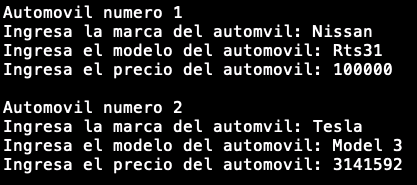 Automovil numero 1
Ingresa la marca del automvil: Nissan
Ingresa el modelo del automovil: Rts31
Ingresa el precio del automovil: 100000
Automovil numero 2
Ingresa la marca del automvil: Tesla
Ingresa el modelo del automovil: Model 3
Ingresa el precio del automovil: 3141592